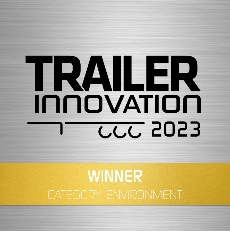 TRAILER
INNOVATION
2023
WINNER
CATEGORY: ENVIRONMENT